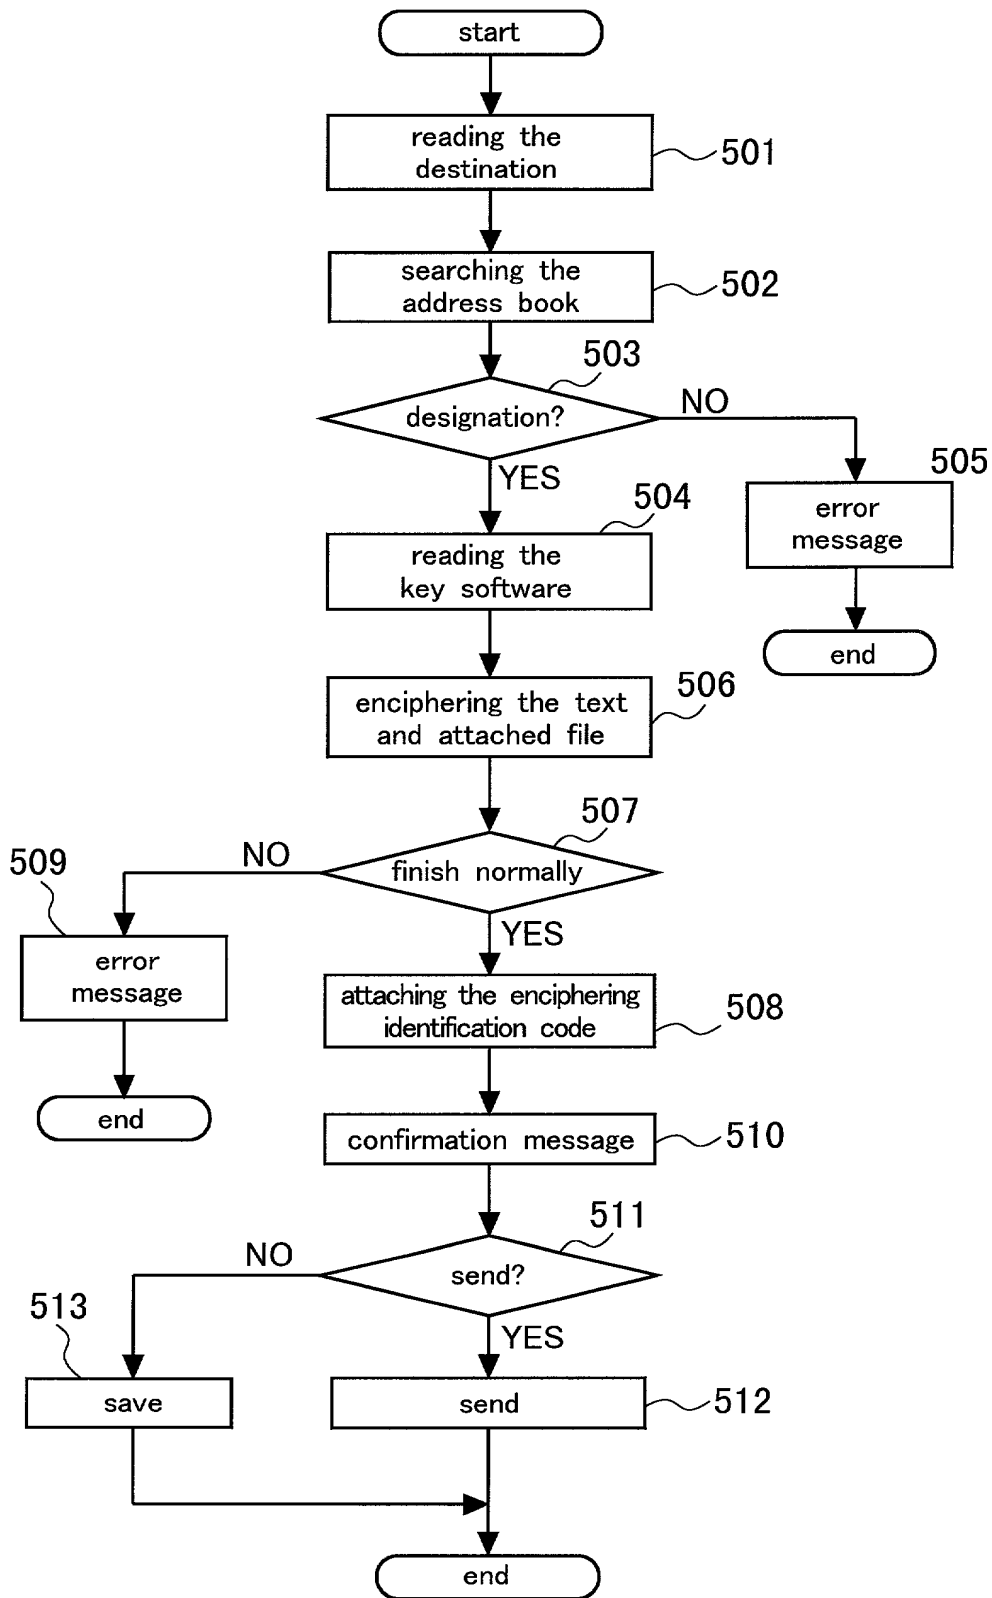 start
reading the
destination
501
searching the
address book
502
503
designation?
NO
YES
505
error
message
end
504
reading the
key software
enciphering the text
and attached file
506
507
finish normally
NO
YES
509
error
message
end
attaching the enciphering
identification code
508
confirmation message
510
511
send?
NO
YES
513
save
send
512
end